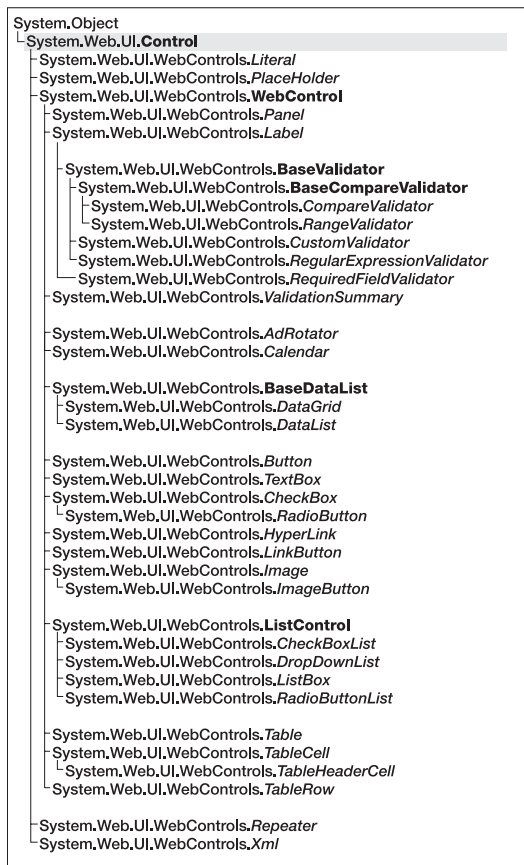 System.Object
System.Web.UI.Control
System.Web.UI.WebControls.Literal
System.Web.UI.WebControls.PlaceHolder
System.Web.UI.WebControls.WebControl
System.Web.UI.WebControls.Panel
System.Web.UI.WebControls.Label
System.Web.UI.WebControls.BaseValidator
System.Web.UI.WebControls.BaseCompareValidator
System.Web.UI.WebControls.CompareValidator
System.Web.UI.WebControls.RangeValidator
System.Web.UI.WebControls.CustomValidator
System.Web.UI.WebControls.RegularExpressionValidator
System.Web.UI.WebControls.RequiredFieldValidator
System.Web.UI.WebControls.ValidationSummary
System.Web.UI.WebControls.AdRotator
System.Web.UI.WebControls.Calendar
System.Web.UI.WebControls.BaseDataList
System.Web.UI.WebControls.DataGrid
System.Web.UI.WebControls.DataList
System.Web.UI.WebControls.Button
System.Web.UI.WebControls.TextBox
System.Web.UI.WebControls.CheckBox
System.Web.UI.WebControls.RadioButton
System.Web.UI.WebControls.HyperLink
System.Web.UI.WebControls.LinkButton
System.Web.UI.WebControls.Image
System.Web.UI.WebControls.ImageButton
System.Web.UI.WebControls.ListControl
System.Web.UI.WebControls.CheckBoxList
System.Web.UI.WebControls.DropDownList
System.Web.UI.WebControls.ListBox
System.Web.UI.WebControls.RadioButtonList
System.Web.UI.WebControls.Table
System.Web.UI.WebControls.TableCell
System.Web.UI.WebControls.TableHeaderCell
System.Web.UI.WebControls.TableRow
System.Web.UI.WebControls.Repeater
System.Web.UI.WebControls.Xml